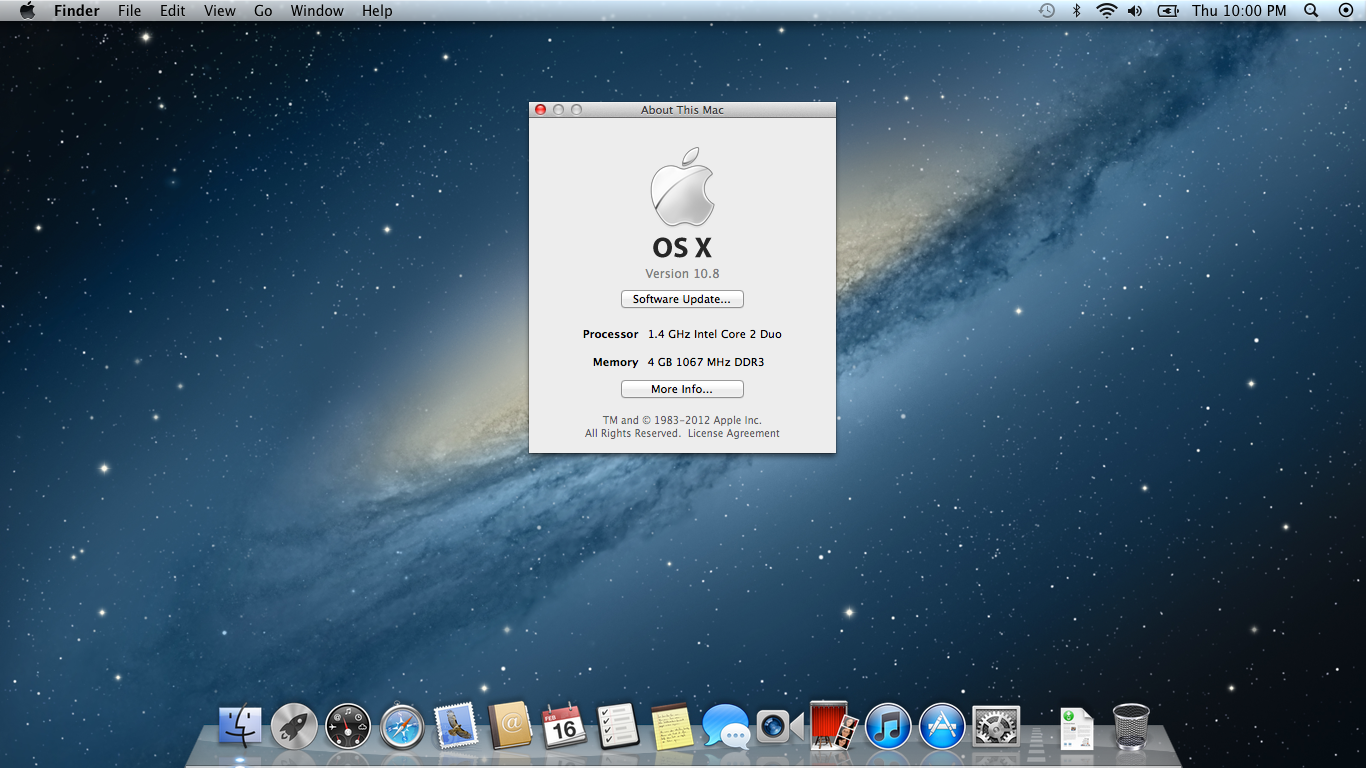 Finder File Edit View Go Window Help Thu 10:00 PM
About This Mac
OS X
Version 10.8
Software Update...
Processor 1.4 GHz Intel Core 2 Duo
Memory 4 GB 1067 MHz DDR3
More Info...
TM and © 1983-2012 Apple Inc.
All Rights Reserved. License Agreement
@
FEB
16